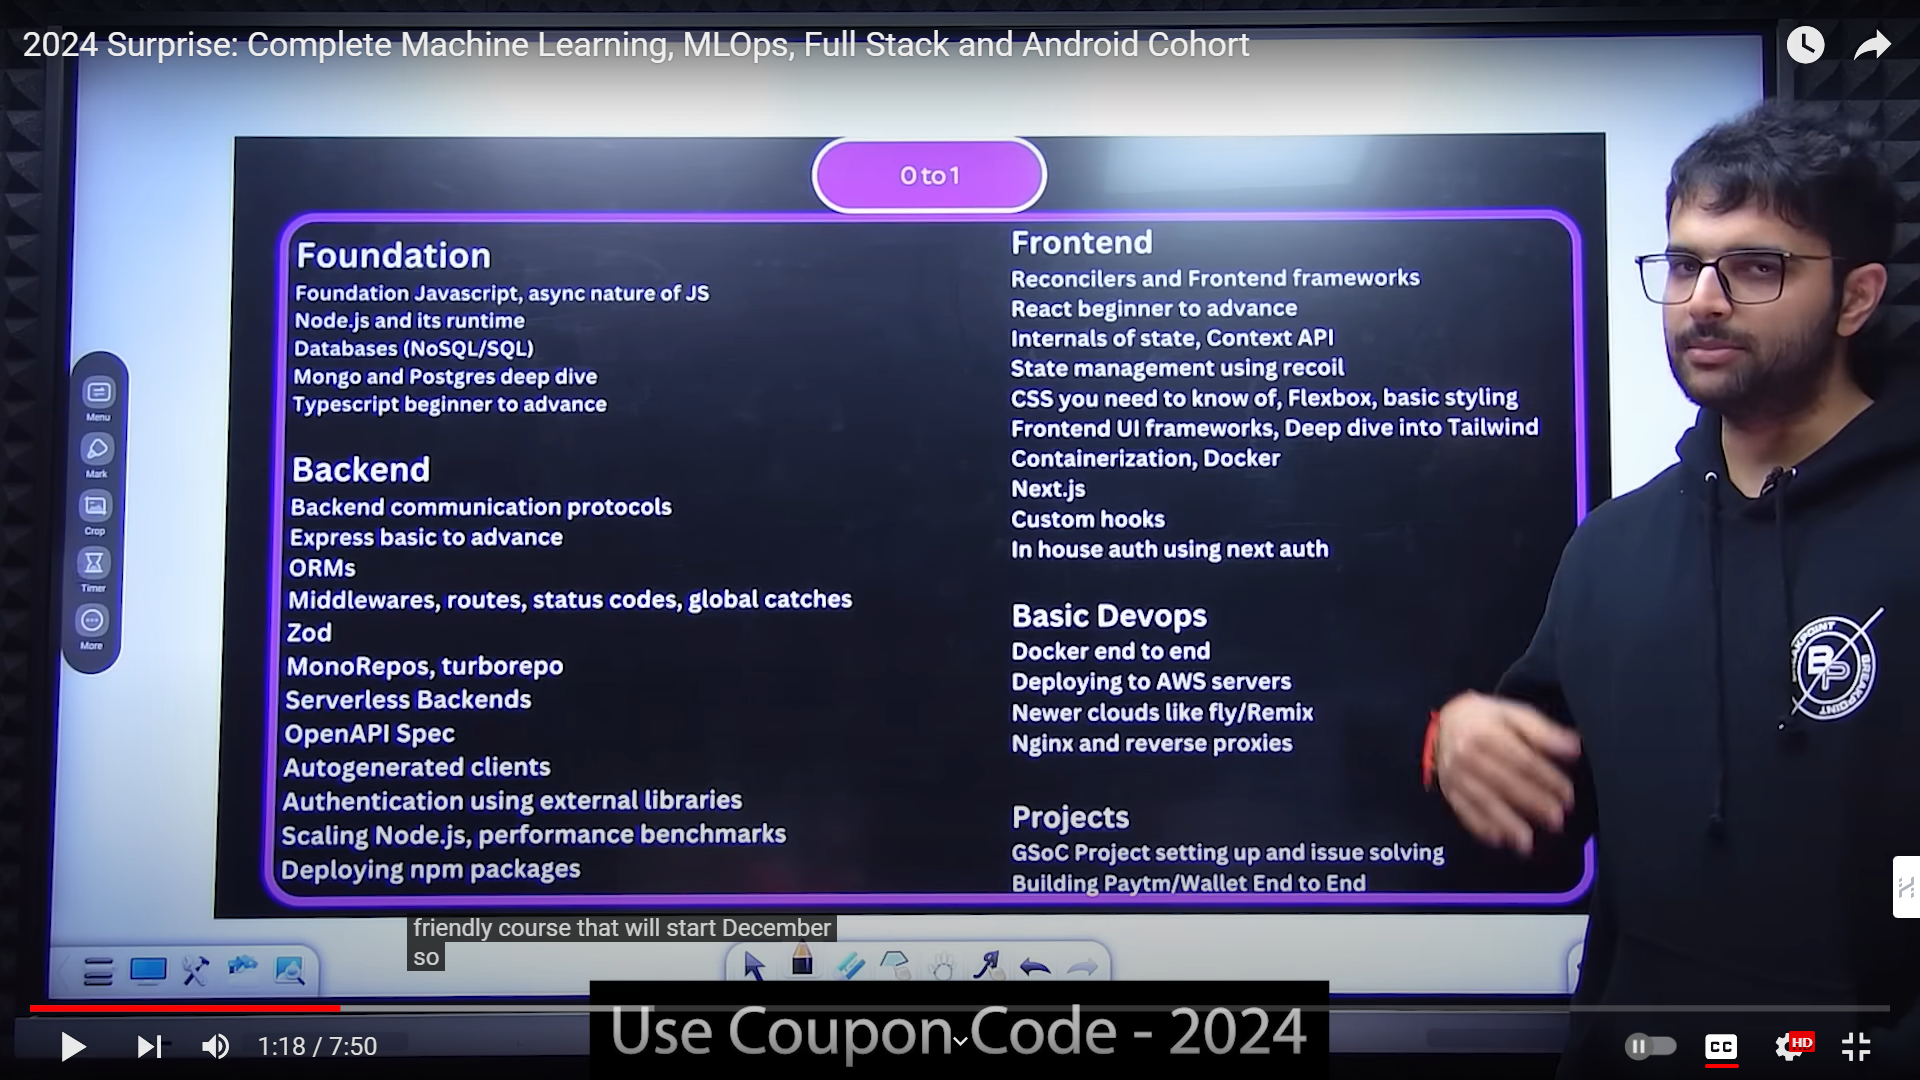 2024 Surprise: Complete Machine Learning, MLOps, Full Stack and Android Cohort
0 to 1
Foundation
Foundation Javascript, async nature of JS
Node.js and its runtime
Databases (NoSQL/SQL)
Mongo and Postgres deep dive
Typescript beginner to advance
Backend
Backend communication protocols
Express basic to advance
ORMs
Middlewares, routes, status codes, global catches
Zod
MonoRepos, turborepo
Serverless Backends
OpenAPI Spec
Autogenerated clients
Authentication using external libraries
Scaling Node.js, performance benchmarks
Deploying npm packages
Frontend
Reconcilers and Frontend frameworks
React beginner to advance
Internals of state, Context API
State management using recoil
CSS you need to know of, Flexbox, basic styling
Frontend UI frameworks, Deep dive into Tailwind
Containerization, Docker
Next.js
Custom hooks
In house auth using next auth
Basic Devops
Docker end to end
Deploying to AWS servers
Newer clouds like fly/Remix
Nginx and reverse proxies
Projects
GSoC Project setting up and issue solving
Building Paytm/Wallet End to End
Menu
Mark
Crop
Timer
More
BP
BREAKPOINT
friendly course that will start December
so
Use Coupon Code - 2024
1:18 / 7:50
CC
HD